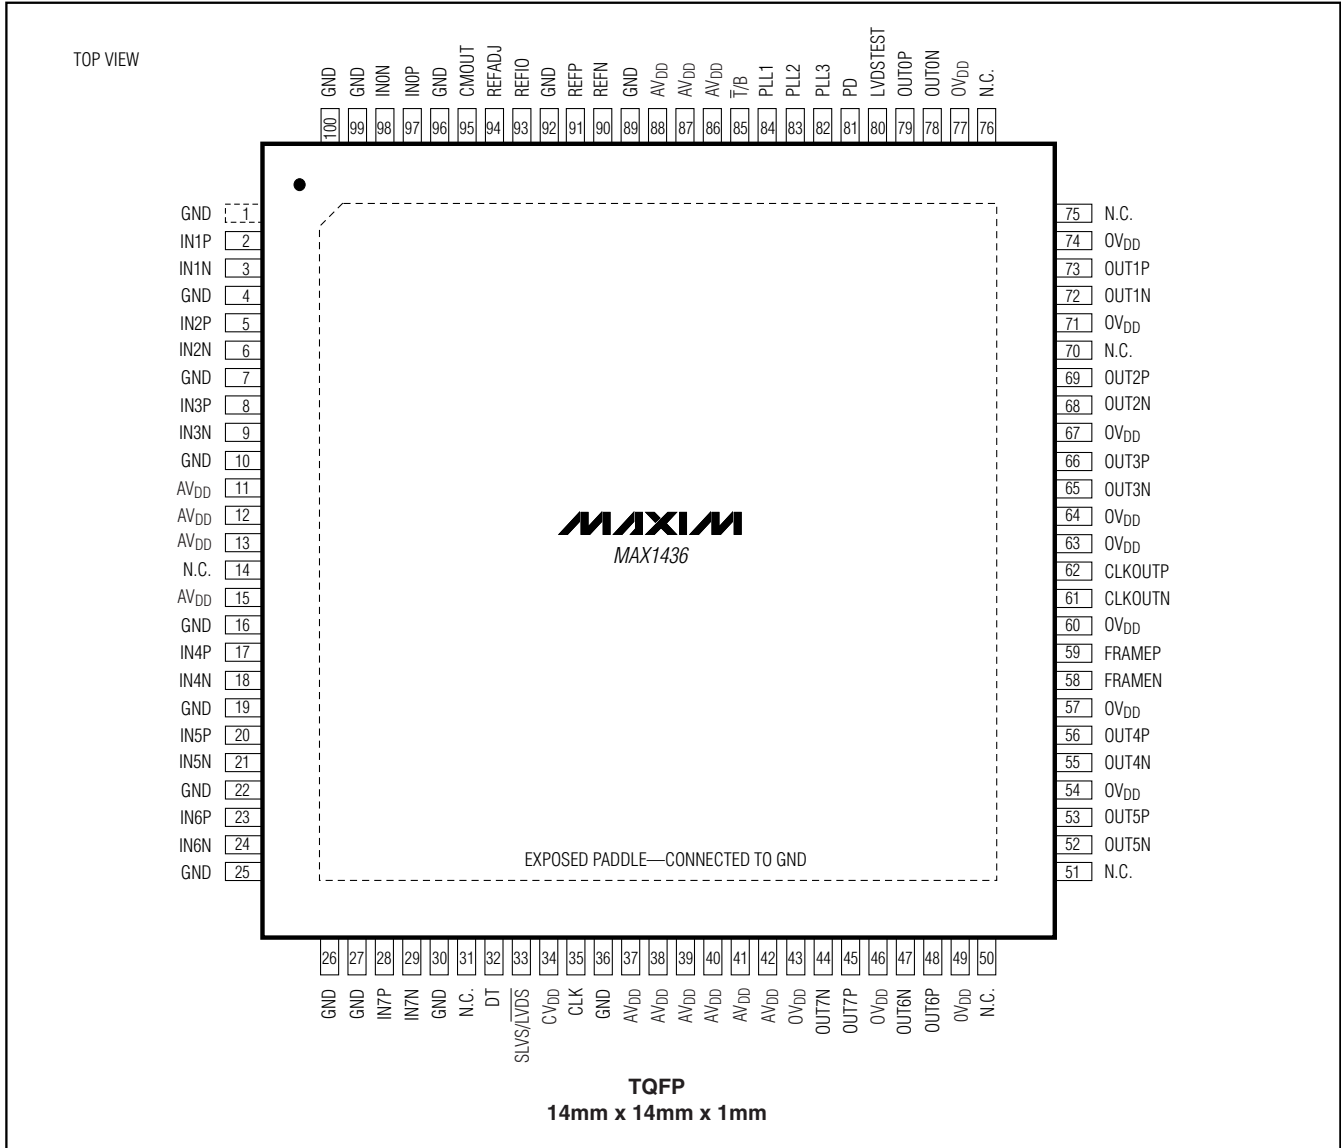 TOP VIEW
GND GND IN0N IN0P GND CMOUT REFADJ REFIO GND REFP REFN GND AVDD AVDD AVDD T̅/B PLL1 PLL2 PLL3 PD LVDSTEST OUT0P OUT0N OVDD N.C.
100 99 98 97 96 95 94 93 92 91 90 89 88 87 86 85 84 83 82 81 80 79 78 77 76
GND 1
IN1P 2
IN1N 3
GND 4
IN2P 5
IN2N 6
GND 7
IN3P 8
IN3N 9
GND 10
AVDD 11
AVDD 12
AVDD 13
N.C. 14
AVDD 15
GND 16
IN4P 17
IN4N 18
GND 19
IN5P 20
IN5N 21
GND 22
IN6P 23
IN6N 24
GND 25
MAXIM
MAX1436
EXPOSED PADDLE—CONNECTED TO GND
75 N.C.
74 OVDD
73 OUT1P
72 OUT1N
71 OVDD
70 N.C.
69 OUT2P
68 OUT2N
67 OVDD
66 OUT3P
65 OUT3N
64 OVDD
63 OVDD
62 CLKOUTP
61 CLKOUTN
60 OVDD
59 FRAMEP
58 FRAMEN
57 OVDD
56 OUT4P
55 OUT4N
54 OVDD
53 OUT5P
52 OUT5N
51 N.C.
26 27 28 29 30 31 32 33 34 35 36 37 38 39 40 41 42 43 44 45 46 47 48 49 50
GND GND IN7P IN7N GND N.C. DT S̅L̅V̅S̅/L̅V̅D̅S̅ CVDD CLK GND AVDD AVDD AVDD AVDD AVDD AVDD OVDD OUT7N OUT7P OVDD OUT6N OUT6P OVDD N.C.
TQFP
14mm x 14mm x 1mm